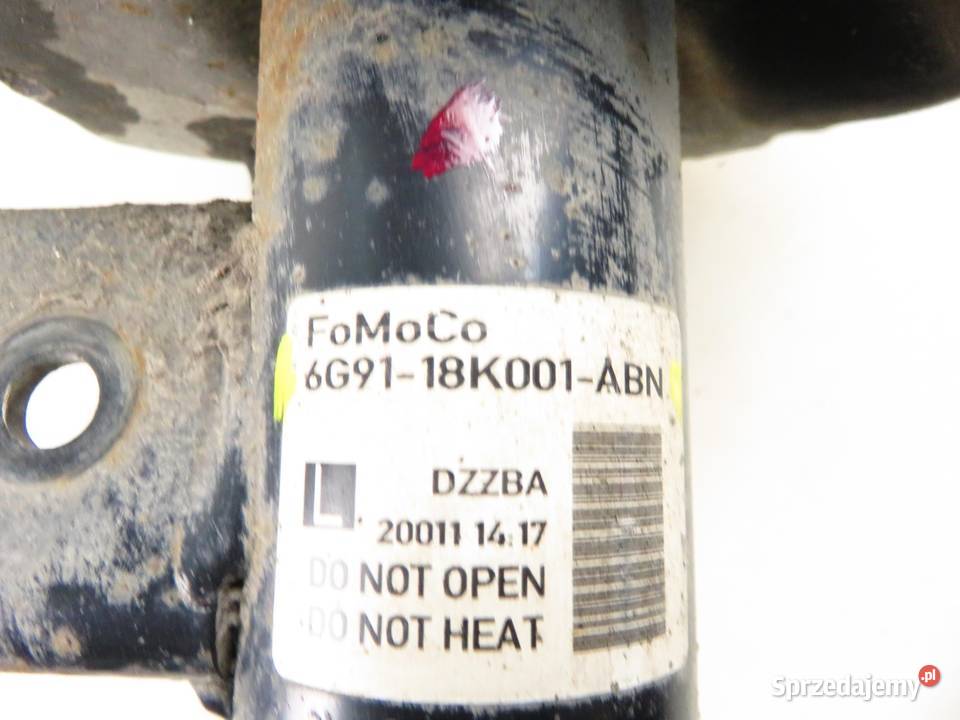 FoMoCo
6G91-18K001-ABN
L
DZZBA
20011 14:17
DO NOT OPEN
DO NOT HEAT
Sprzedajemy.pl